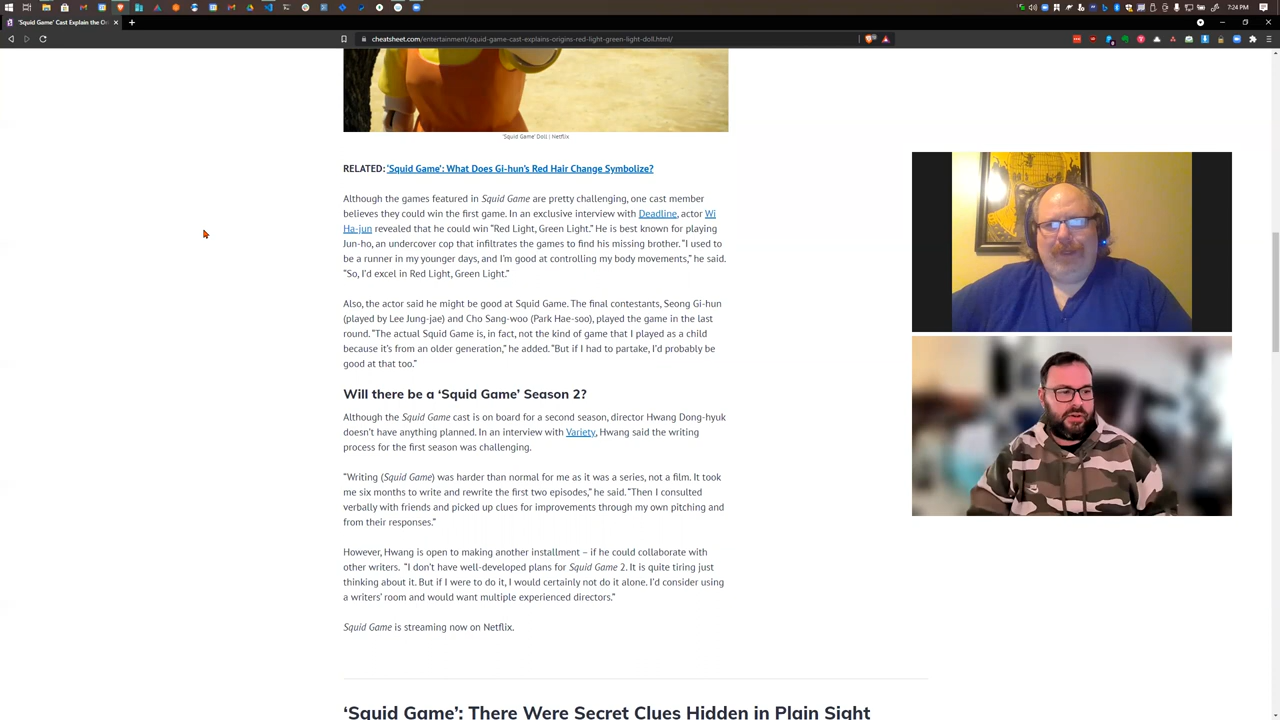 7:24 PM
'Squid Game' Cast Explain the Or
cheatsheet.com/entertainment/squid-game-cast-explains-origins-red-light-green-light-doll.html/
'Squid Game' Doll | Netflix
RELATED: 'Squid Game': What Does Gi-hun's Red Hair Change Symbolize?
Although the games featured in Squid Game are pretty challenging, one cast member
believes they could win the first game. In an exclusive interview with Deadline, actor Wi
Ha-jun revealed that he could win “Red Light, Green Light.” He is best known for playing
Jun-ho, an undercover cop that infiltrates the games to find his missing brother. “I used to
be a runner in my younger days, and I’m good at controlling my body movements,” he said.
“So, I’d excel in Red Light, Green Light.”
Also, the actor said he might be good at Squid Game. The final contestants, Seong Gi-hun
(played by Lee Jung-jae) and Cho Sang-woo (Park Hae-soo), played the game in the last
round. “The actual Squid Game is, in fact, not the kind of game that I played as a child
because it’s from an older generation,” he added. “But if I had to partake, I’d probably be
good at that too.”
Will there be a ‘Squid Game’ Season 2?
Although the Squid Game cast is on board for a second season, director Hwang Dong-hyuk
doesn’t have anything planned. In an interview with Variety, Hwang said the writing
process for the first season was challenging.
“Writing (Squid Game) was harder than normal for me as it was a series, not a film. It took
me six months to write and rewrite the first two episodes,” he said. “Then I consulted
verbally with friends and picked up clues for improvements through my own pitching and
from their responses.”
However, Hwang is open to making another installment – if he could collaborate with
other writers. “I don’t have well-developed plans for Squid Game 2. It is quite tiring just
thinking about it. But if I were to do it, I would certainly not do it alone. I’d consider using
a writers’ room and would want multiple experienced directors.”
Squid Game is streaming now on Netflix.
‘Squid Game’: There Were Secret Clues Hidden in Plain Sight